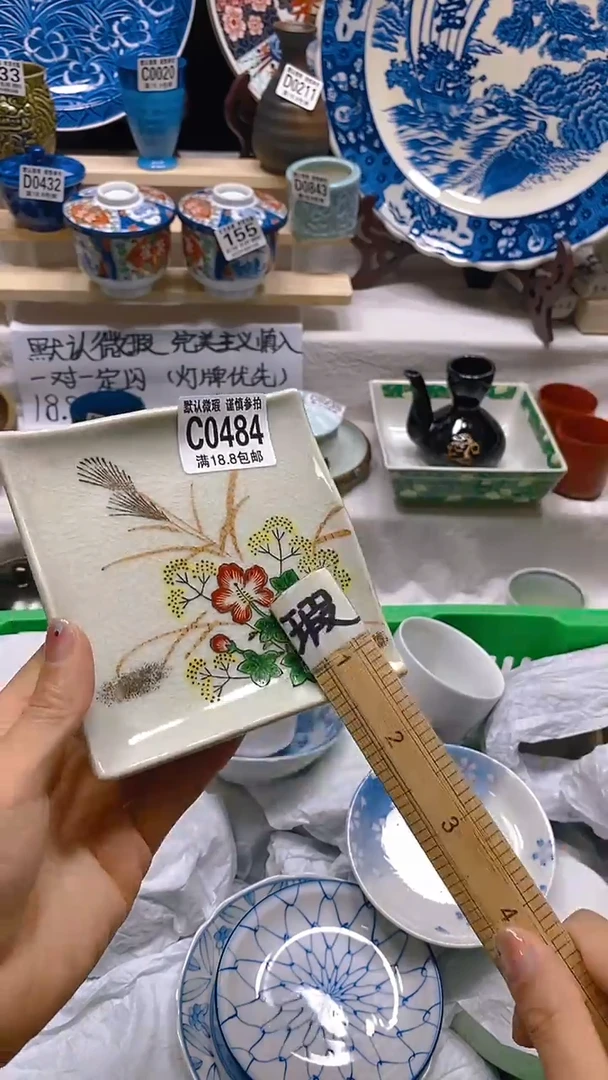 33
C0020
D0211
D0432
D0843
155
默认微瑕 完美主义慎入
一对一定闪（灯牌优先）
18.
默认微瑕 谨慎参拍
C0484
满18.8包邮
瑕
1
2
3
4